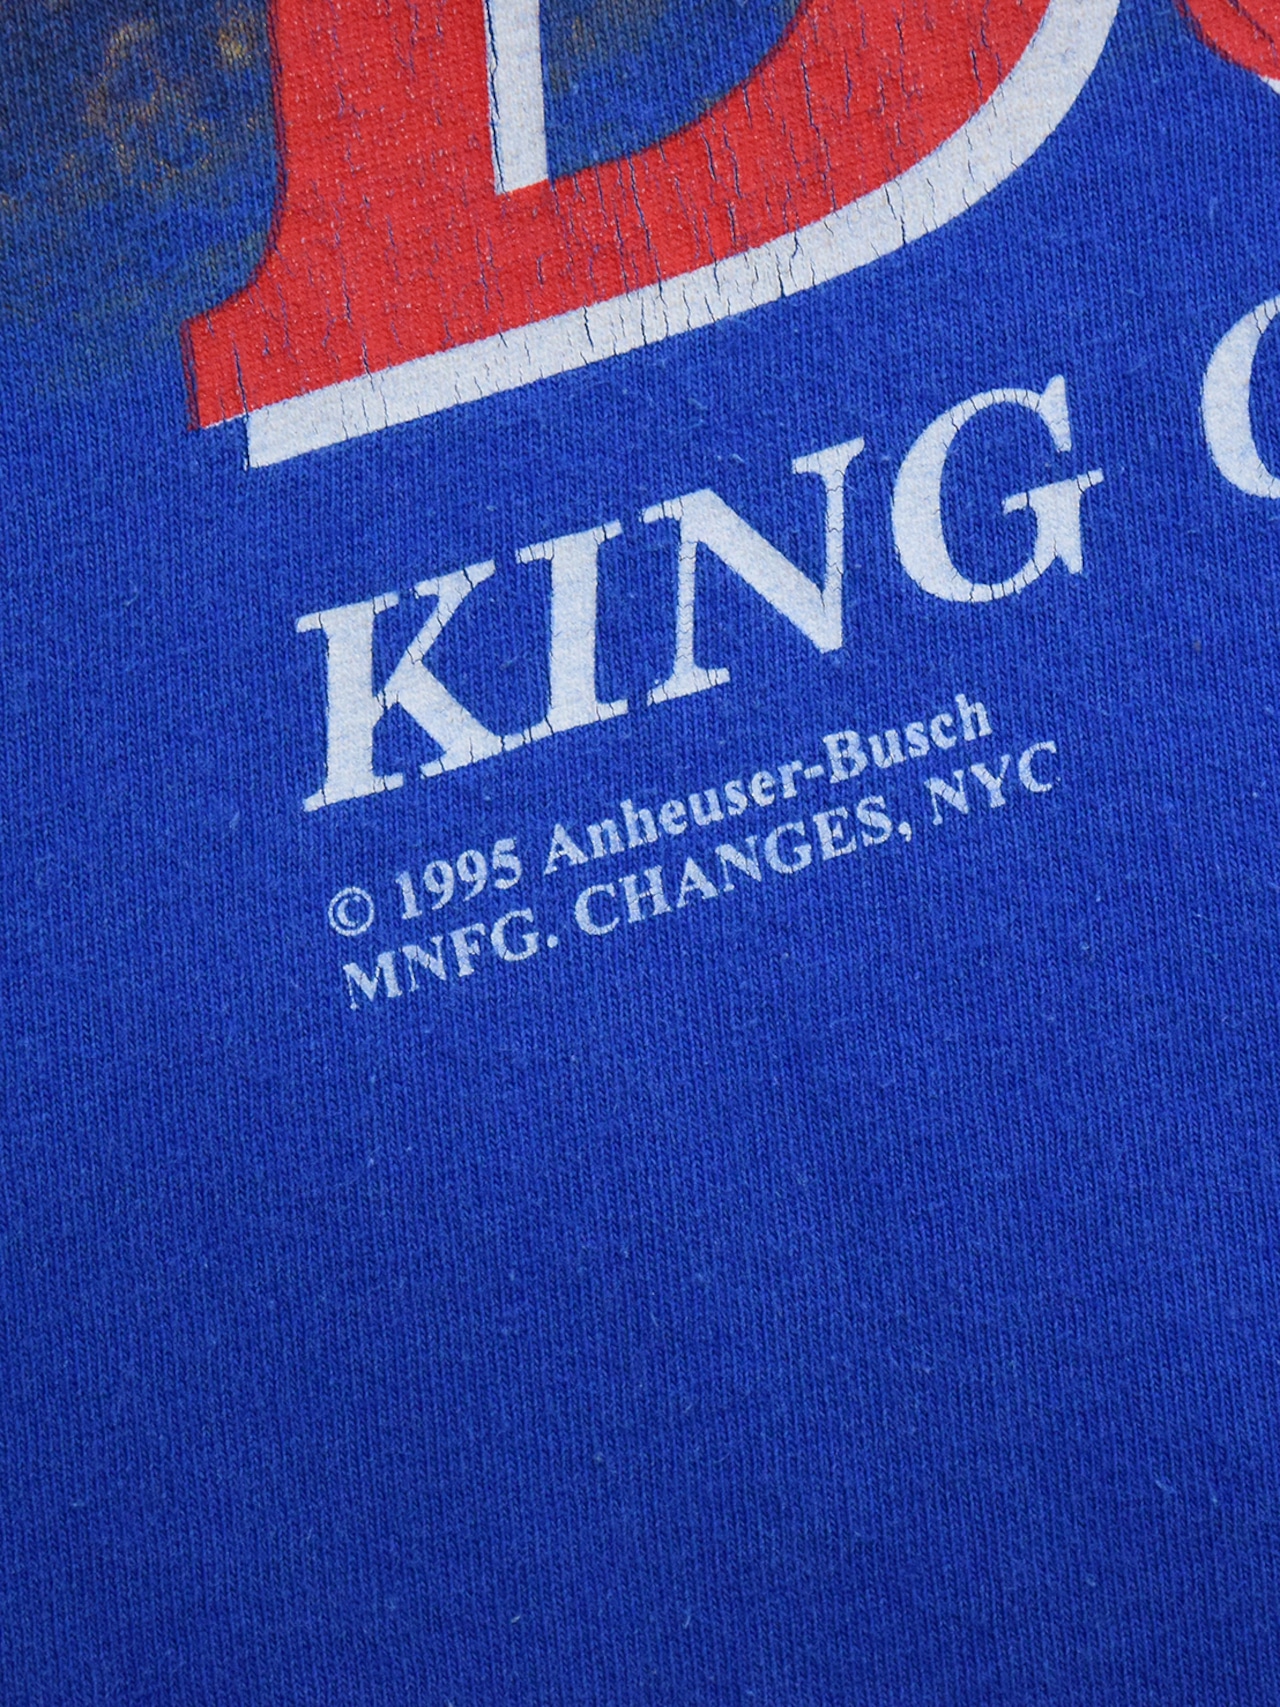 KING
© 1995 Anheuser-Busch
MNFG. CHANGES, NYC